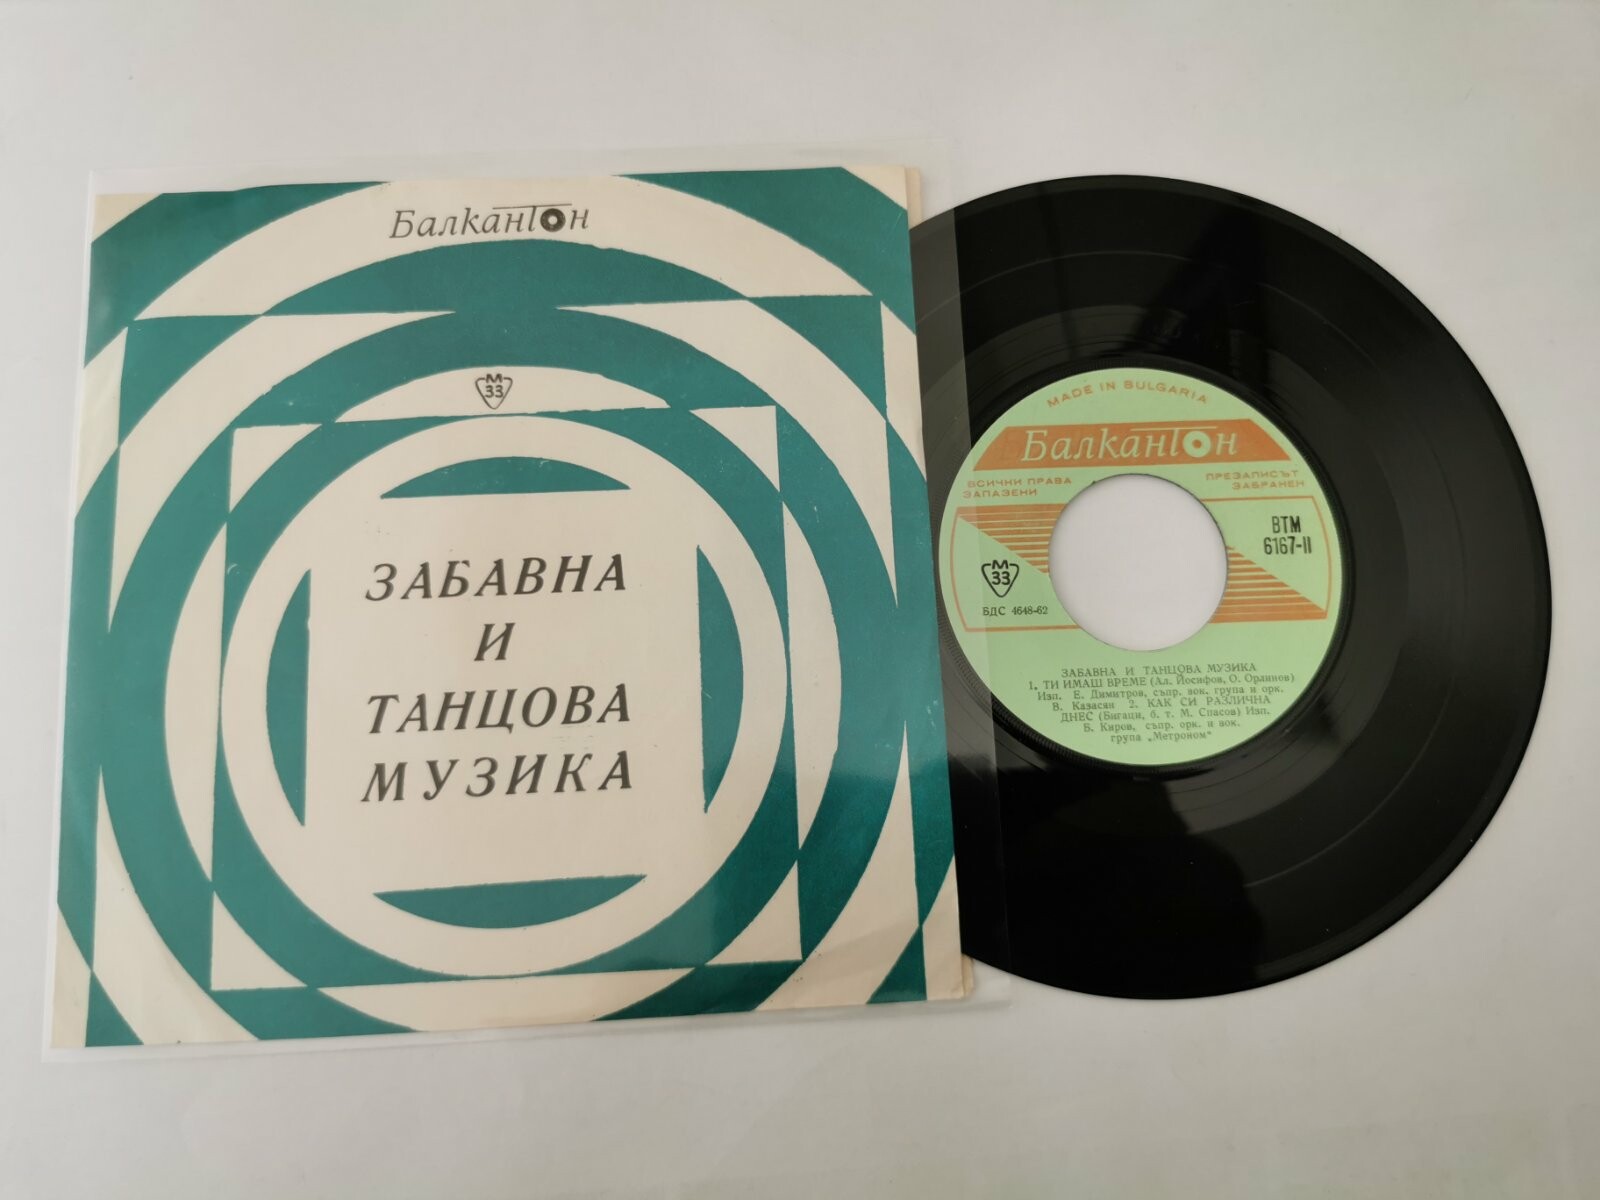 Балкантон
М
33
ЗАБАВНА
И
ТАНЦОВА
МУЗИКА
MADE IN BULGARIA
Балкантон
ВСИЧКИ ПРАВА
ЗАПАЗЕНИ
ПРЕЗАПИСЪТ
ЗАБРАНЕН
ВТМ
6167-II
М
33
БДС 4648-62
ЗАБАВНА И ТАНЦОВА МУЗИКА
1. ТИ ИМАШ ВРЕМЕ (Ал. Йосифов, О. Орлинов)
Изп. Е. Димитров, съпр. вок. група и орк.
В. Казасян 2. КАК СИ РАЗЛИЧНА
ДНЕС (Бигаци, б. т. М. Спасов) Изп.
Б. Киров, съпр. орк. и вок.
група „Метроном"